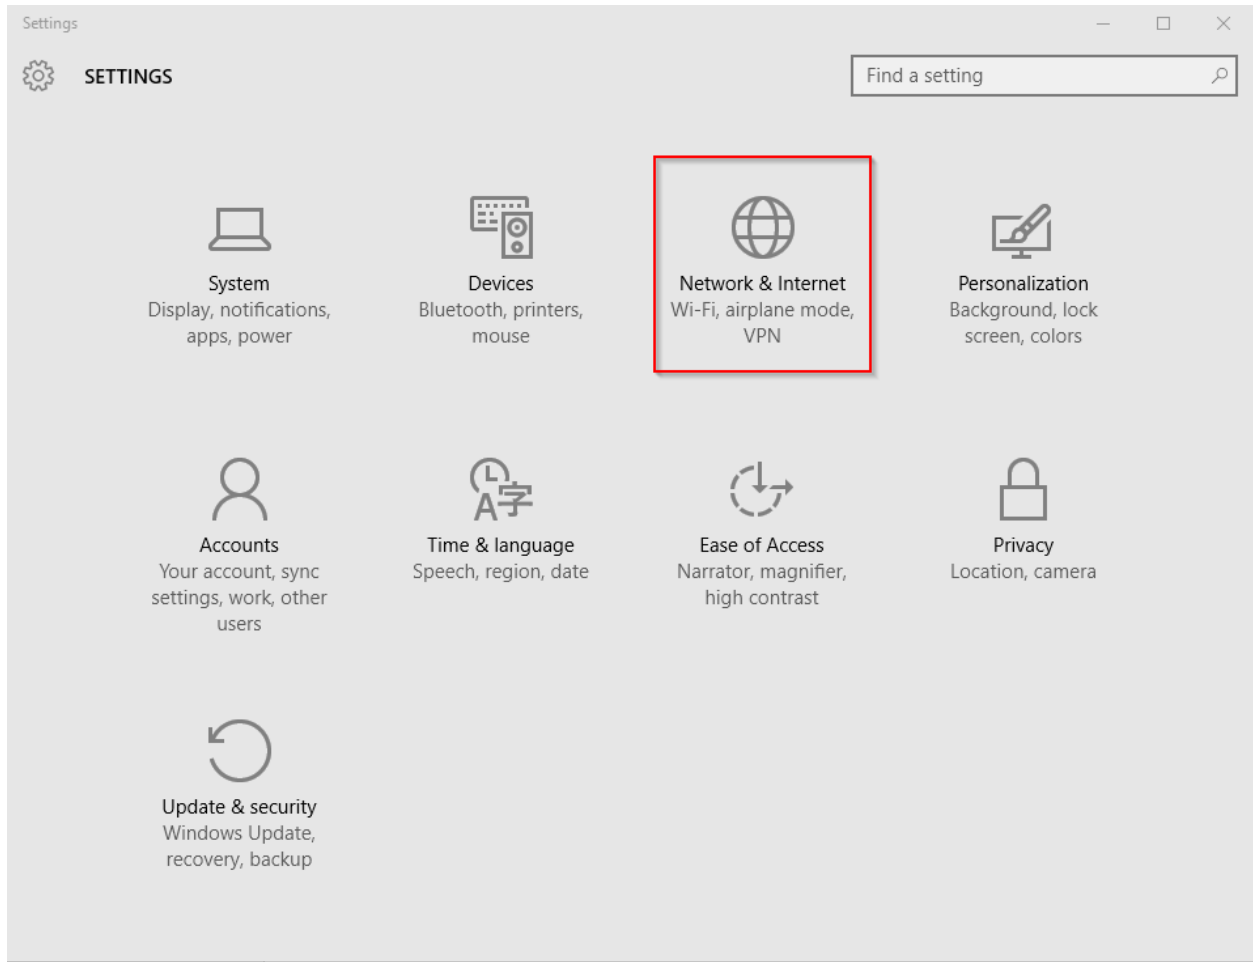 Settings
SETTINGS
Find a setting
System
Display, notifications,
apps, power
Devices
Bluetooth, printers,
mouse
Network & Internet
Wi-Fi, airplane mode,
VPN
Personalization
Background, lock
screen, colors
Accounts
Your account, sync
settings, work, other
users
Time & language
Speech, region, date
Ease of Access
Narrator, magnifier,
high contrast
Privacy
Location, camera
Update & security
Windows Update,
recovery, backup